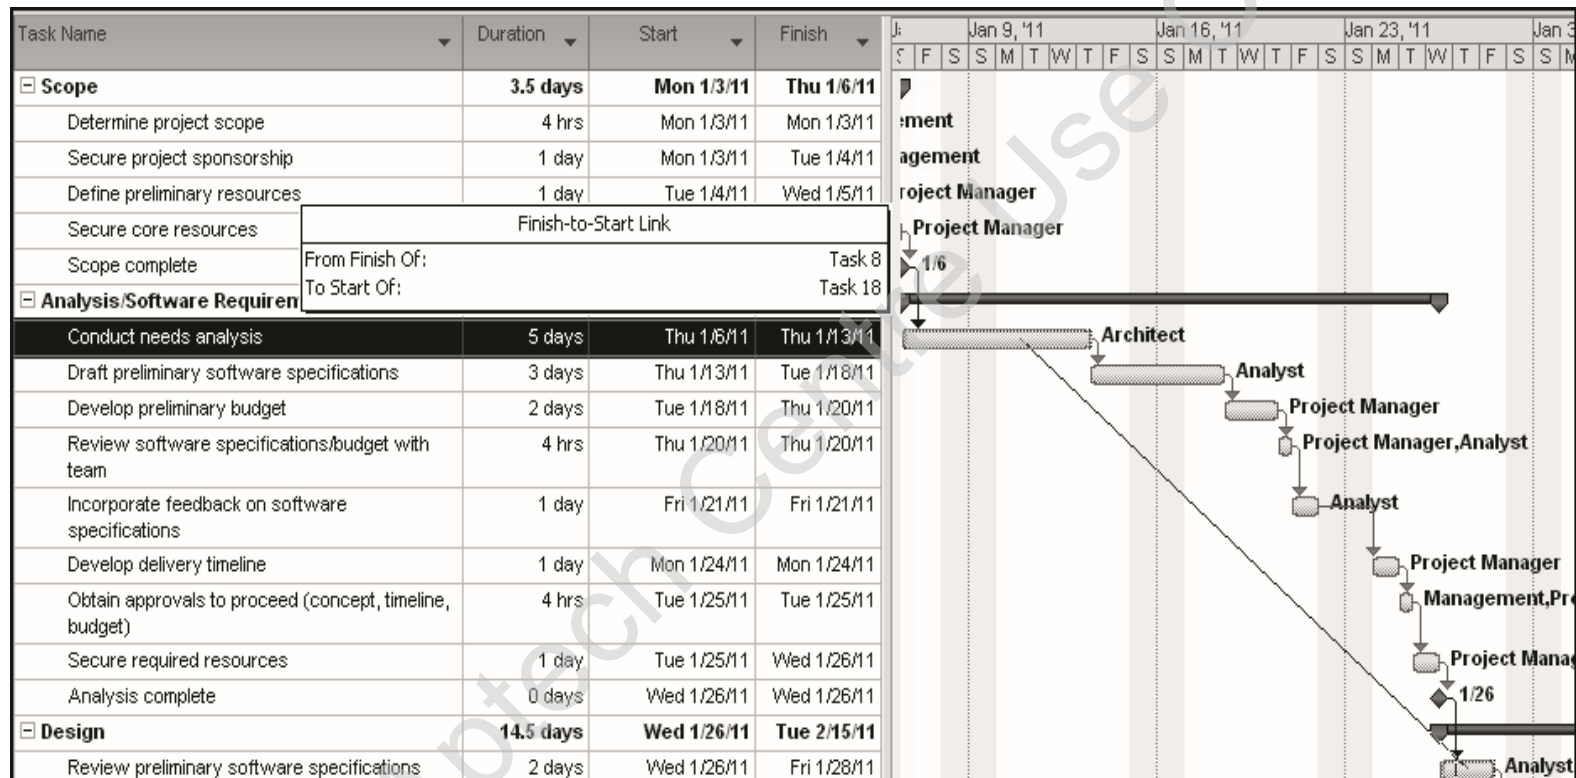 Task Name Duration Start Finish Jan 9, '11 Jan 16, '11 Jan 23, '11 Jan 3
F S S M T W T F S S M T W T F S S M T W T F S S M
Scope 3.5 days Mon 1/3/11 Thu 1/6/11
Determine project scope 4 hrs Mon 1/3/11 Mon 1/3/11 ement
Secure project sponsorship 1 day Mon 1/3/11 Tue 1/4/11 agement
Define preliminary resources 1 day Tue 1/4/11 Wed 1/5/11 roject Manager
Secure core resources Project Manager
Finish-to-Start Link
From Finish Of: Task 8
To Start Of: Task 18
Scope complete 1/6
Analysis/Software Requirem
Conduct needs analysis 5 days Thu 1/6/11 Thu 1/13/11 Architect
Draft preliminary software specifications 3 days Thu 1/13/11 Tue 1/18/11 Analyst
Develop preliminary budget 2 days Tue 1/18/11 Thu 1/20/11 Project Manager
Review software specifications/budget with 4 hrs Thu 1/20/11 Thu 1/20/11 Project Manager,Analyst
team
Incorporate feedback on software 1 day Fri 1/21/11 Fri 1/21/11 Analyst
specifications
Develop delivery timeline 1 day Mon 1/24/11 Mon 1/24/11 Project Manager
Obtain approvals to proceed (concept, timeline, 4 hrs Tue 1/25/11 Tue 1/25/11 Management,Pro
budget)
Secure required resources 1 day Tue 1/25/11 Wed 1/26/11 Project Manag
Analysis complete 0 days Wed 1/26/11 Wed 1/26/11 1/26
Design 14.5 days Wed 1/26/11 Tue 2/15/11
Review preliminary software specifications 2 days Wed 1/26/11 Fri 1/28/11 Analyst
ptech Centre Use O